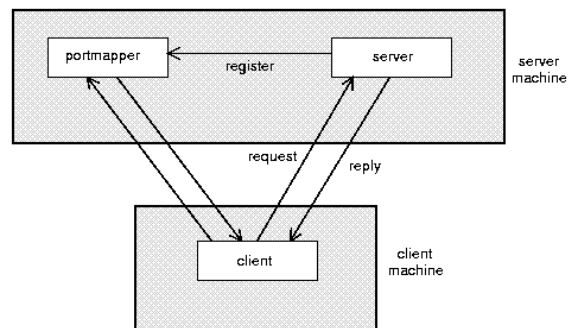 portmapper
server
register
server
machine
request
reply
client
client
machine